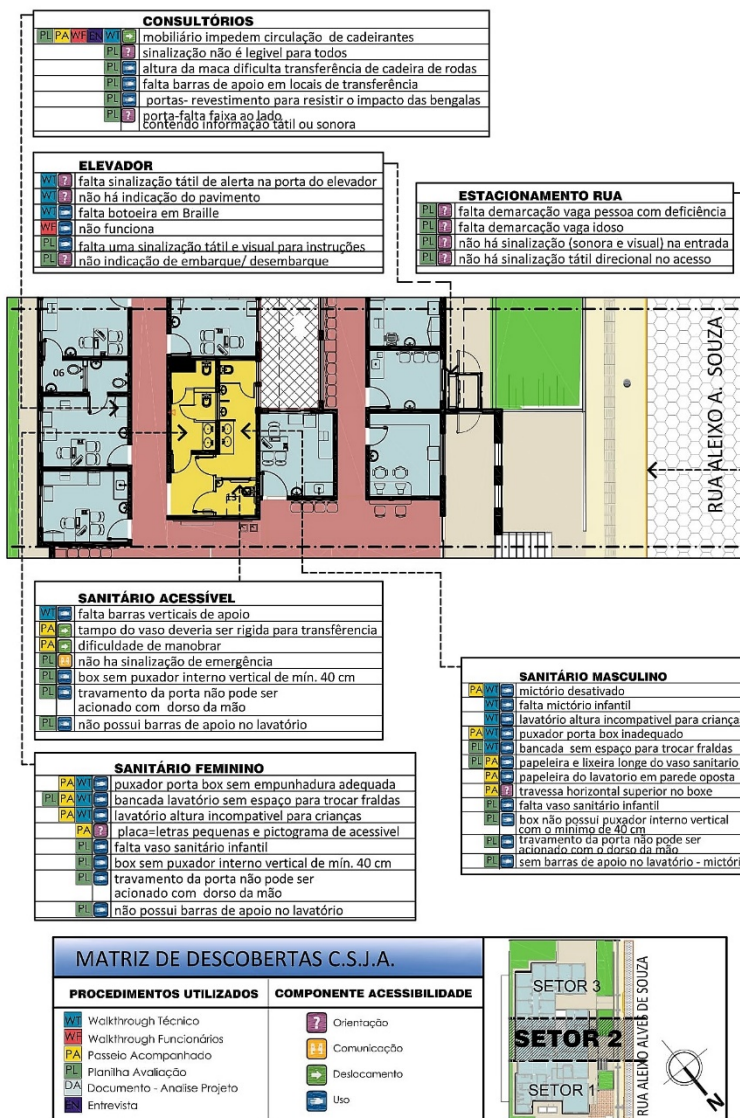 CONSULTÓRIOS
PL PA WF EN WT mobiliário impedem circulação de cadeirantes
PL ? sinalização não é legivel para todos
PL altura da maca dificulta transferência de cadeira de rodas
PL falta barras de apoio em locais de transferência
PL portas- revestimento para resistir o impacto das bengalas
PL ? porta-falta faixa ao lado
contendo informação tátil ou sonora
ELEVADOR
WT ? falta sinalização tátil de alerta na porta do elevador
WT ? não há indicação do pavimento
WT falta botoeira em Braille
WF não funciona
PL falta uma sinalização tátil e visual para instruções
PL ? não indicação de embarque/ desembarque
ESTACIONAMENTO RUA
PL ? falta demarcação vaga pessoa com deficiência
PL ? falta demarcação vaga idoso
PL ? não há sinalização (sonora e visual) na entrada
PL ? não há sinalização tátil direcional no acesso
06
RUA ALEIXO A. SOUZA
SANITÁRIO ACESSÍVEL
WT falta barras verticais de apoio
PA tampo do vaso deveria ser rigida para transfêrencia
PA dificuldade de manobrar
PL não ha sinalização de emergência
PL box sem puxador interno vertical de mín. 40 cm
PL travamento da porta não pode ser
acionado com dorso da mão
PL não possui barras de apoio no lavatório
SANITÁRIO MASCULINO
PA WT mictório desativado
WT falta mictório infantil
WT lavatório altura incompativel para crianças
PA WT puxador porta box inadequado
PL WT bancada sem espaço para trocar fraldas
PL PA papeleira e lixeira longe do vaso sanitario
PA papeleira do lavatorio em parede oposta
PA ? travessa horizontal superior no boxe
PL falta vaso sanitário infantil
PL box não possui puxador interno vertical
com o mínimo de 40 cm
PL travamento da porta não pode ser
acionado com o dorso da mão
PL sem barras de apoio no lavatório - mictóri
SANITÁRIO FEMININO
PA WT puxador porta box sem empunhadura adequada
PL PA WT bancada lavatório sem espaço para trocar fraldas
PA WT lavatório altura incompativel para crianças
PA ? placa=letras pequenas e pictograma de acessivel
PL falta vaso sanitário infantil
PL box sem puxador interno vertical de mín. 40 cm
PL travamento da porta não pode ser
acionado com dorso da mão
PL não possui barras de apoio no lavatório
MATRIZ DE DESCOBERTAS C.S.J.A.
PROCEDIMENTOS UTILIZADOS
WT Walkthrough Técnico
WF Walkthrough Funcionários
PA Passeio Acompanhado
PL Planilha Avaliação
DA Documento - Analise Projeto
EN Entrevista
COMPONENTE ACESSIBILIDADE
? Orientação
Comunicação
Deslocamento
Uso
SETOR 3
SETOR 2
SETOR 1
RUA ALEIXO ALVES DE SOUZA
N